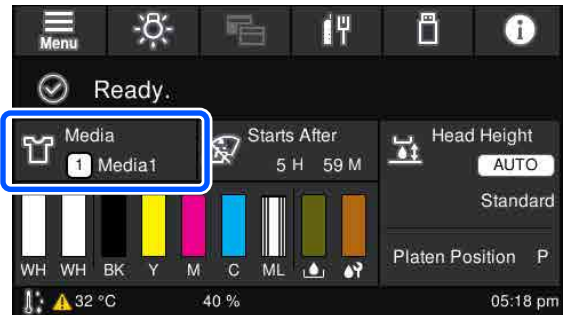 Menu
Ready.
Media
1 Media1
Starts After
5 H 59 M
Head Height
AUTO
Standard
WH WH BK Y M C ML
Platen Position P
32 °C
40 %
05:18 pm